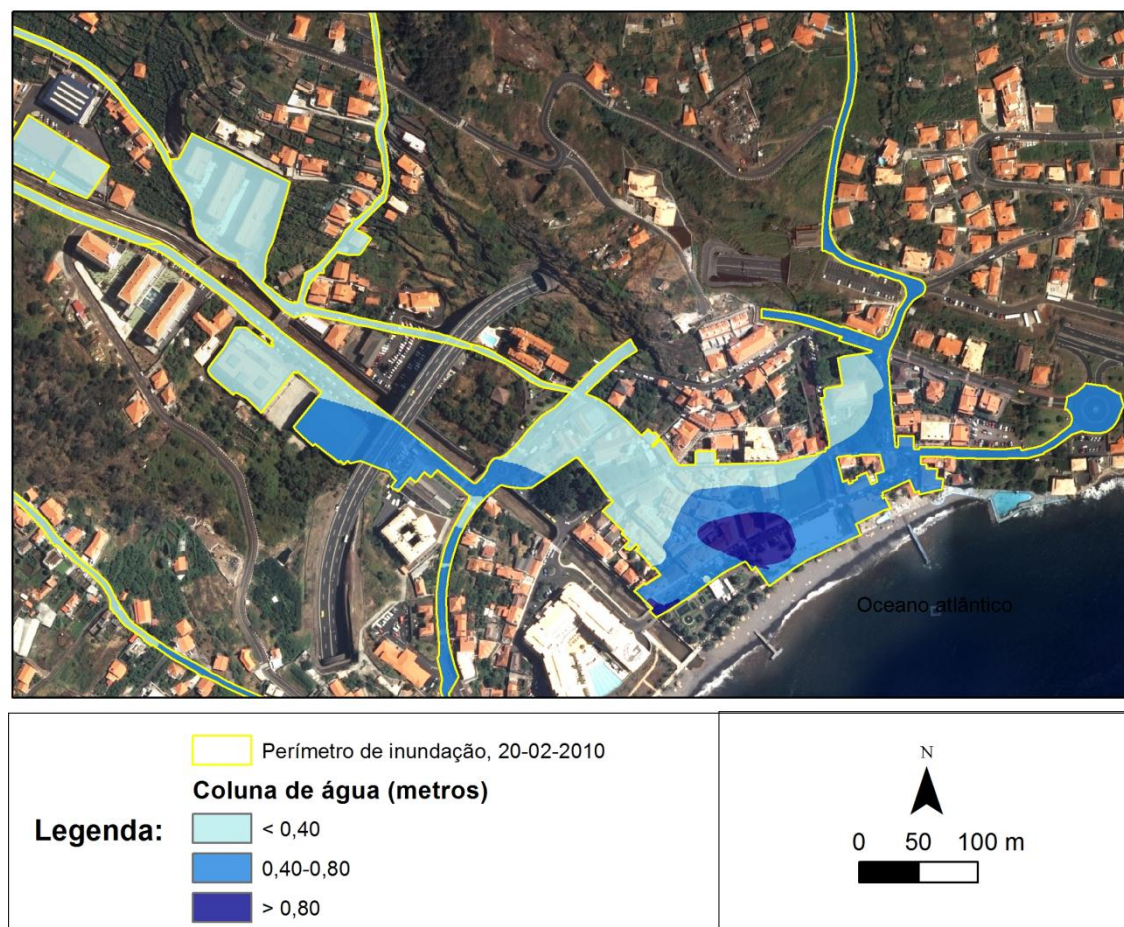 Oceano atlântico
Perímetro de inundação, 20-02-2010
Coluna de água (metros)
Legenda:
< 0,40
0,40-0,80
> 0,80
N
0 50 100 m